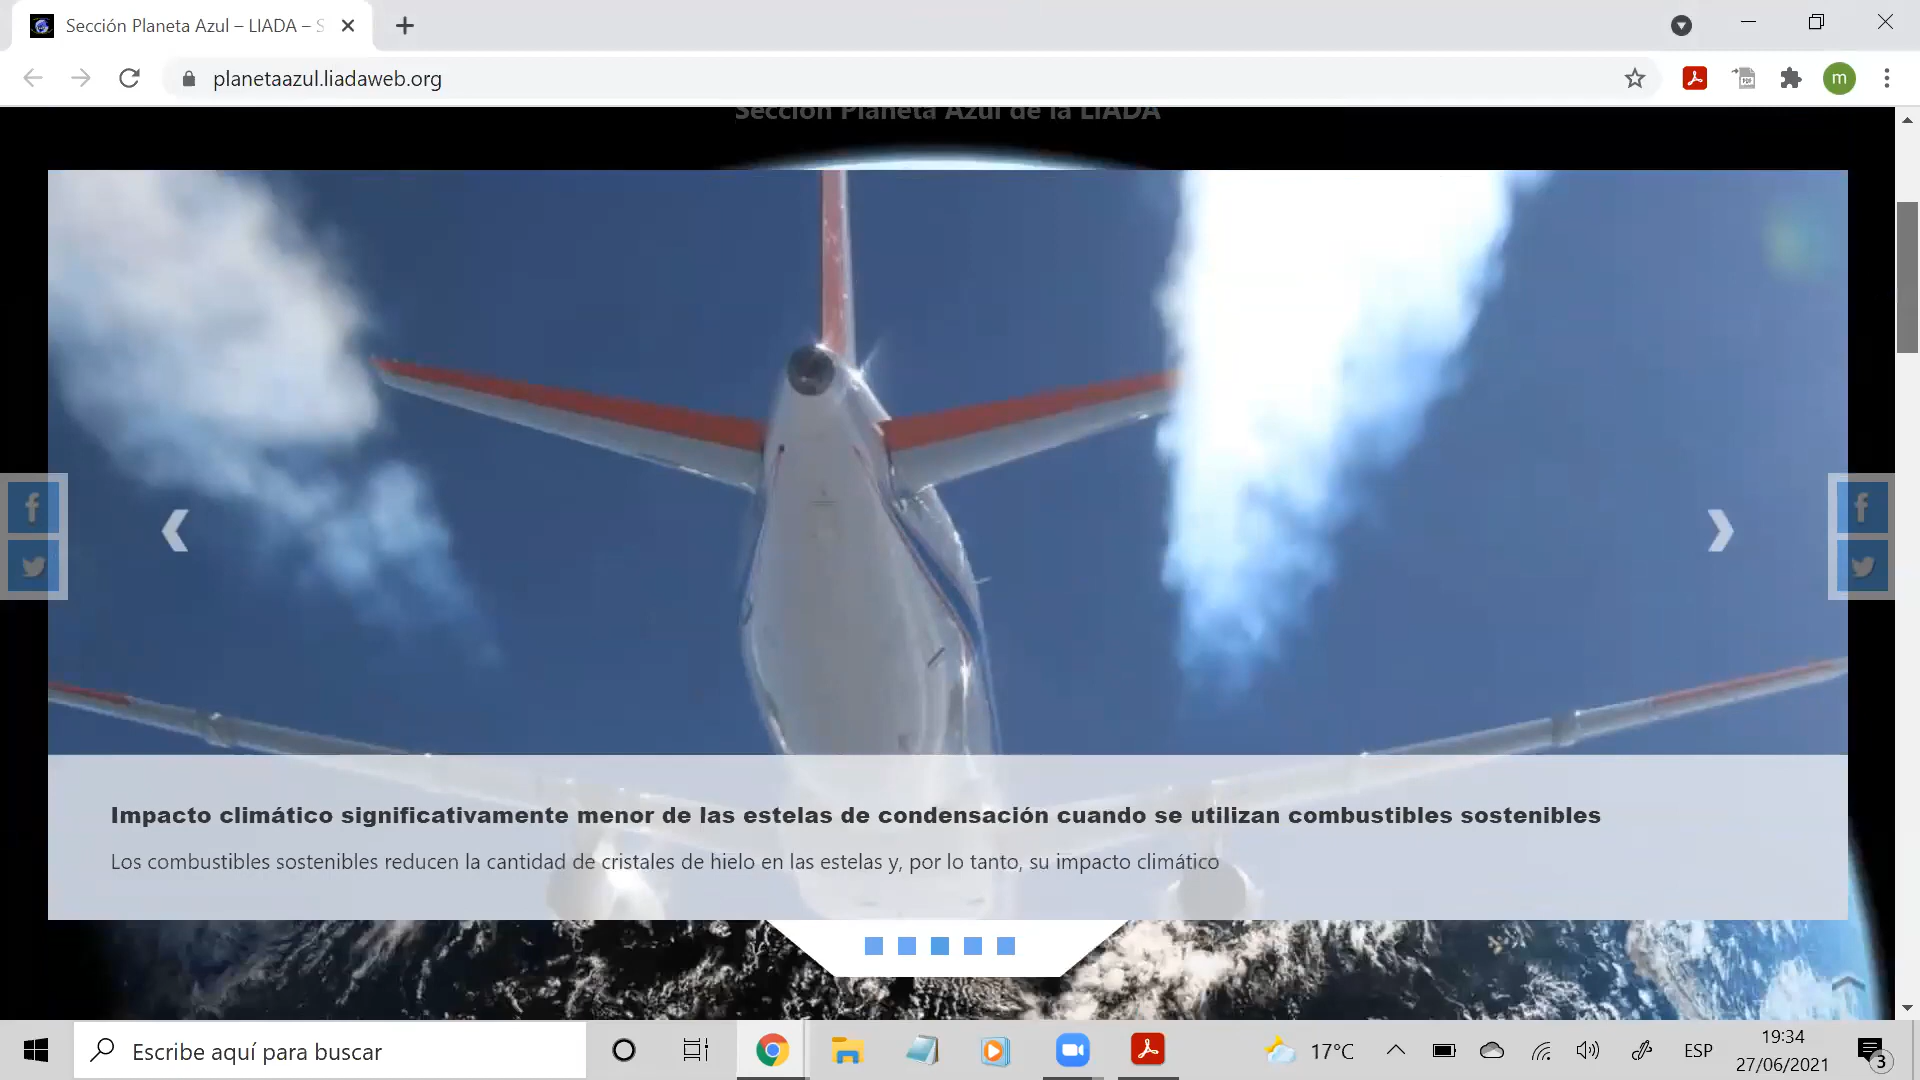 Sección Planeta Azul – LIADA – S
planetaazul.liadaweb.org
m
Sección Planeta Azul de la LIADA
Impacto climático significativamente menor de las estelas de condensación cuando se utilizan combustibles sostenibles
Los combustibles sostenibles reducen la cantidad de cristales de hielo en las estelas y, por lo tanto, su impacto climático
Escribe aquí para buscar
17°C
ESP
19:34
27/06/2021
3